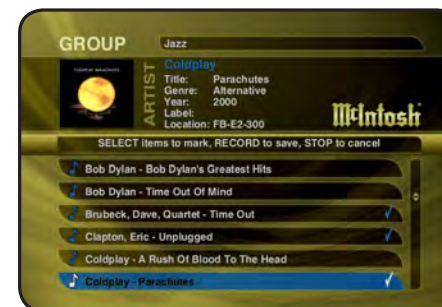 GROUP
Jazz
COLDPLAY PARACHUTES
ARTIST
Coldplay
Title: Parachutes
Genre: Alternative
Year: 2000
Label:
Location: FB-E2-300
McIntosh
SELECT items to mark, RECORD to save, STOP to cancel
Bob Dylan - Bob Dylan's Greatest Hits
Bob Dylan - Time Out Of Mind
Brubeck, Dave, Quartet - Time Out
Clapton, Eric - Unplugged
Coldplay - A Rush Of Blood To The Head
Coldplay - Parachutes